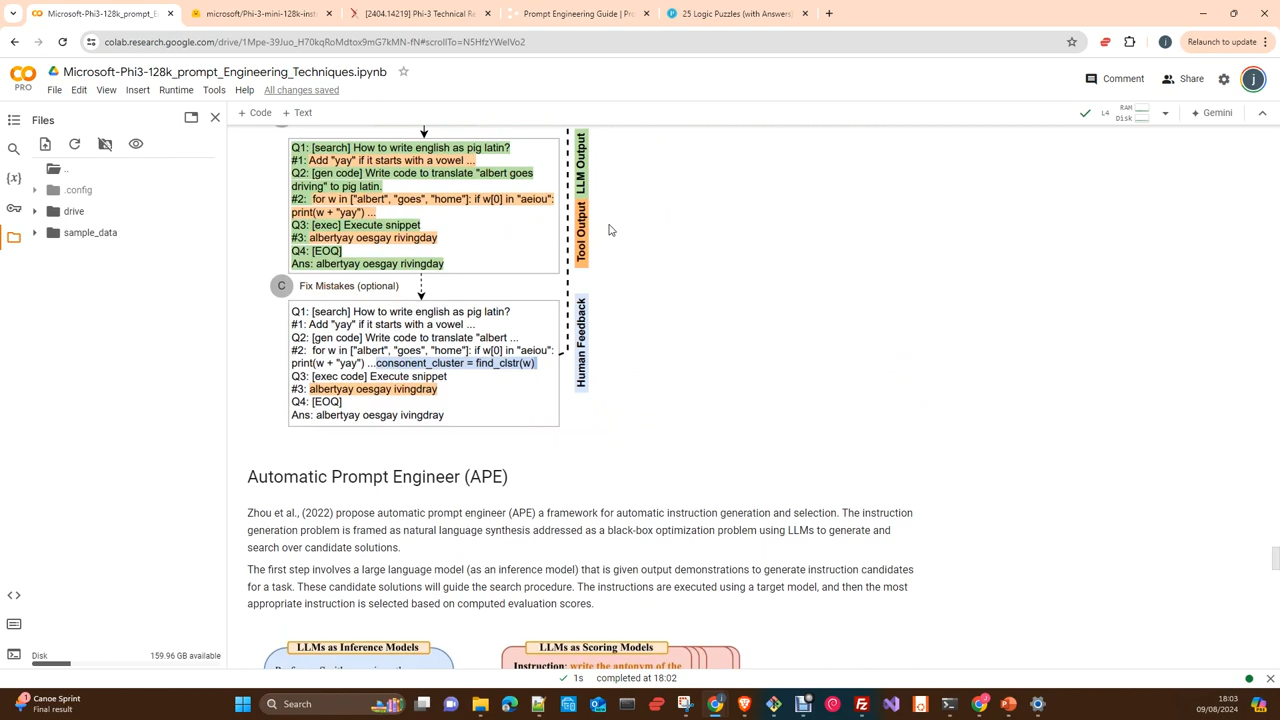 Microsoft-Phi3-128k_prompt_E
microsoft/Phi-3-mini-128k-inst
[2404.14219] Phi-3 Technical Re
Prompt Engineering Guide | Pro
25 Logic Puzzles (with Answers)
colab.research.google.com/drive/1Mpe-39Juo_H70kqRoMdtox9mG7kMN-fN#scrollTo=N5HfzYWelVo2
Relaunch to update
CO
PRO
Microsoft-Phi3-128k_prompt_Engineering_Techniques.ipynb
Comment
Share
j
File Edit View Insert Runtime Tools Help All changes saved
Files
+ Code + Text
L4
RAM
Disk
Gemini
..
.config
drive
sample_data
Q1: [search] How to write english as pig latin?
#1: Add "yay" if it starts with a vowel ...
Q2: [gen code] Write code to translate "albert goes
driving" to pig latin.
#2: for w in ["albert", "goes", "home"]: if w[0] in "aeiou":
print(w + "yay") ...
Q3: [exec] Execute snippet
#3: albertyay oesgay rivingday
Q4: [EOQ]
Ans: albertyay oesgay rivingday
LLM Output
Tool Output
C Fix Mistakes (optional)
Q1: [search] How to write english as pig latin?
#1: Add "yay" if it starts with a vowel ...
Q2: [gen code] Write code to translate "albert ...
#2: for w in ["albert", "goes", "home"]: if w[0] in "aeiou":
print(w + "yay") ...consonent_cluster = find_clstr(w)
Q3: [exec code] Execute snippet
#3: albertyay oesgay ivingdray
Q4: [EOQ]
Ans: albertyay oesgay ivingdray
Human Feedback
Automatic Prompt Engineer (APE)
Zhou et al., (2022) propose automatic prompt engineer (APE) a framework for automatic instruction generation and selection. The instruction
generation problem is framed as natural language synthesis addressed as a black-box optimization problem using LLMs to generate and
search over candidate solutions.
The first step involves a large language model (as an inference model) that is given output demonstrations to generate instruction candidates
for a task. These candidate solutions will guide the search procedure. The instructions are executed using a target model, and then the most
appropriate instruction is selected based on computed evaluation scores.
LLMs as Inference Models
LLMs as Scoring Models
Instruction: write the antonym of the
Disk
159.96 GB available
1s completed at 18:02
Canoe Sprint
Final result
Search
18:03
09/08/2024